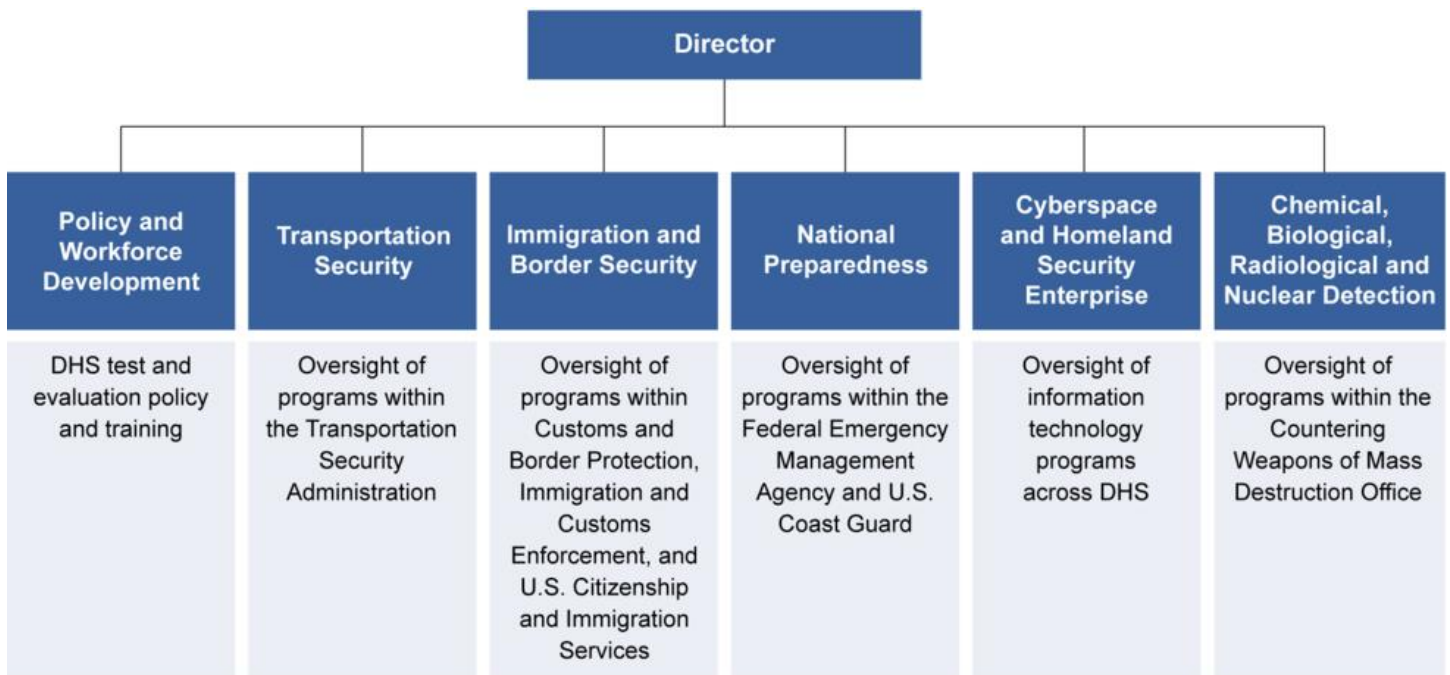 Director
Policy and
Workforce
Development
DHS test and
evaluation policy
and training
Transportation
Security
Oversight of
programs within
the Transportation
Security
Administration
Immigration and
Border Security
Oversight of
programs within
Customs and
Border Protection,
Immigration and
Customs
Enforcement, and
U.S. Citizenship
and Immigration
Services
National
Preparedness
Oversight of
programs within the
Federal Emergency
Management
Agency and U.S.
Coast Guard
Cyberspace
and Homeland
Security
Enterprise
Oversight of
information
technology
programs
across DHS
Chemical,
Biological,
Radiological and
Nuclear Detection
Oversight of
programs within the
Countering
Weapons of Mass
Destruction Office